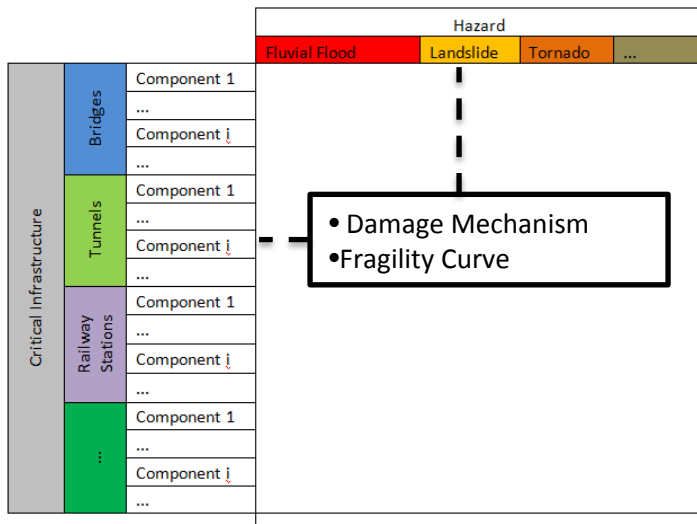 Hazard
Fluvial Flood Landslide Tornado ...
Critical Infrastructure
Bridges
Component 1
...
Component i
...
Tunnels
Component 1
...
Component i
...
Railway
Stations
Component 1
...
Component i
...
...
Component 1
...
Component i
...
• Damage Mechanism
•Fragility Curve